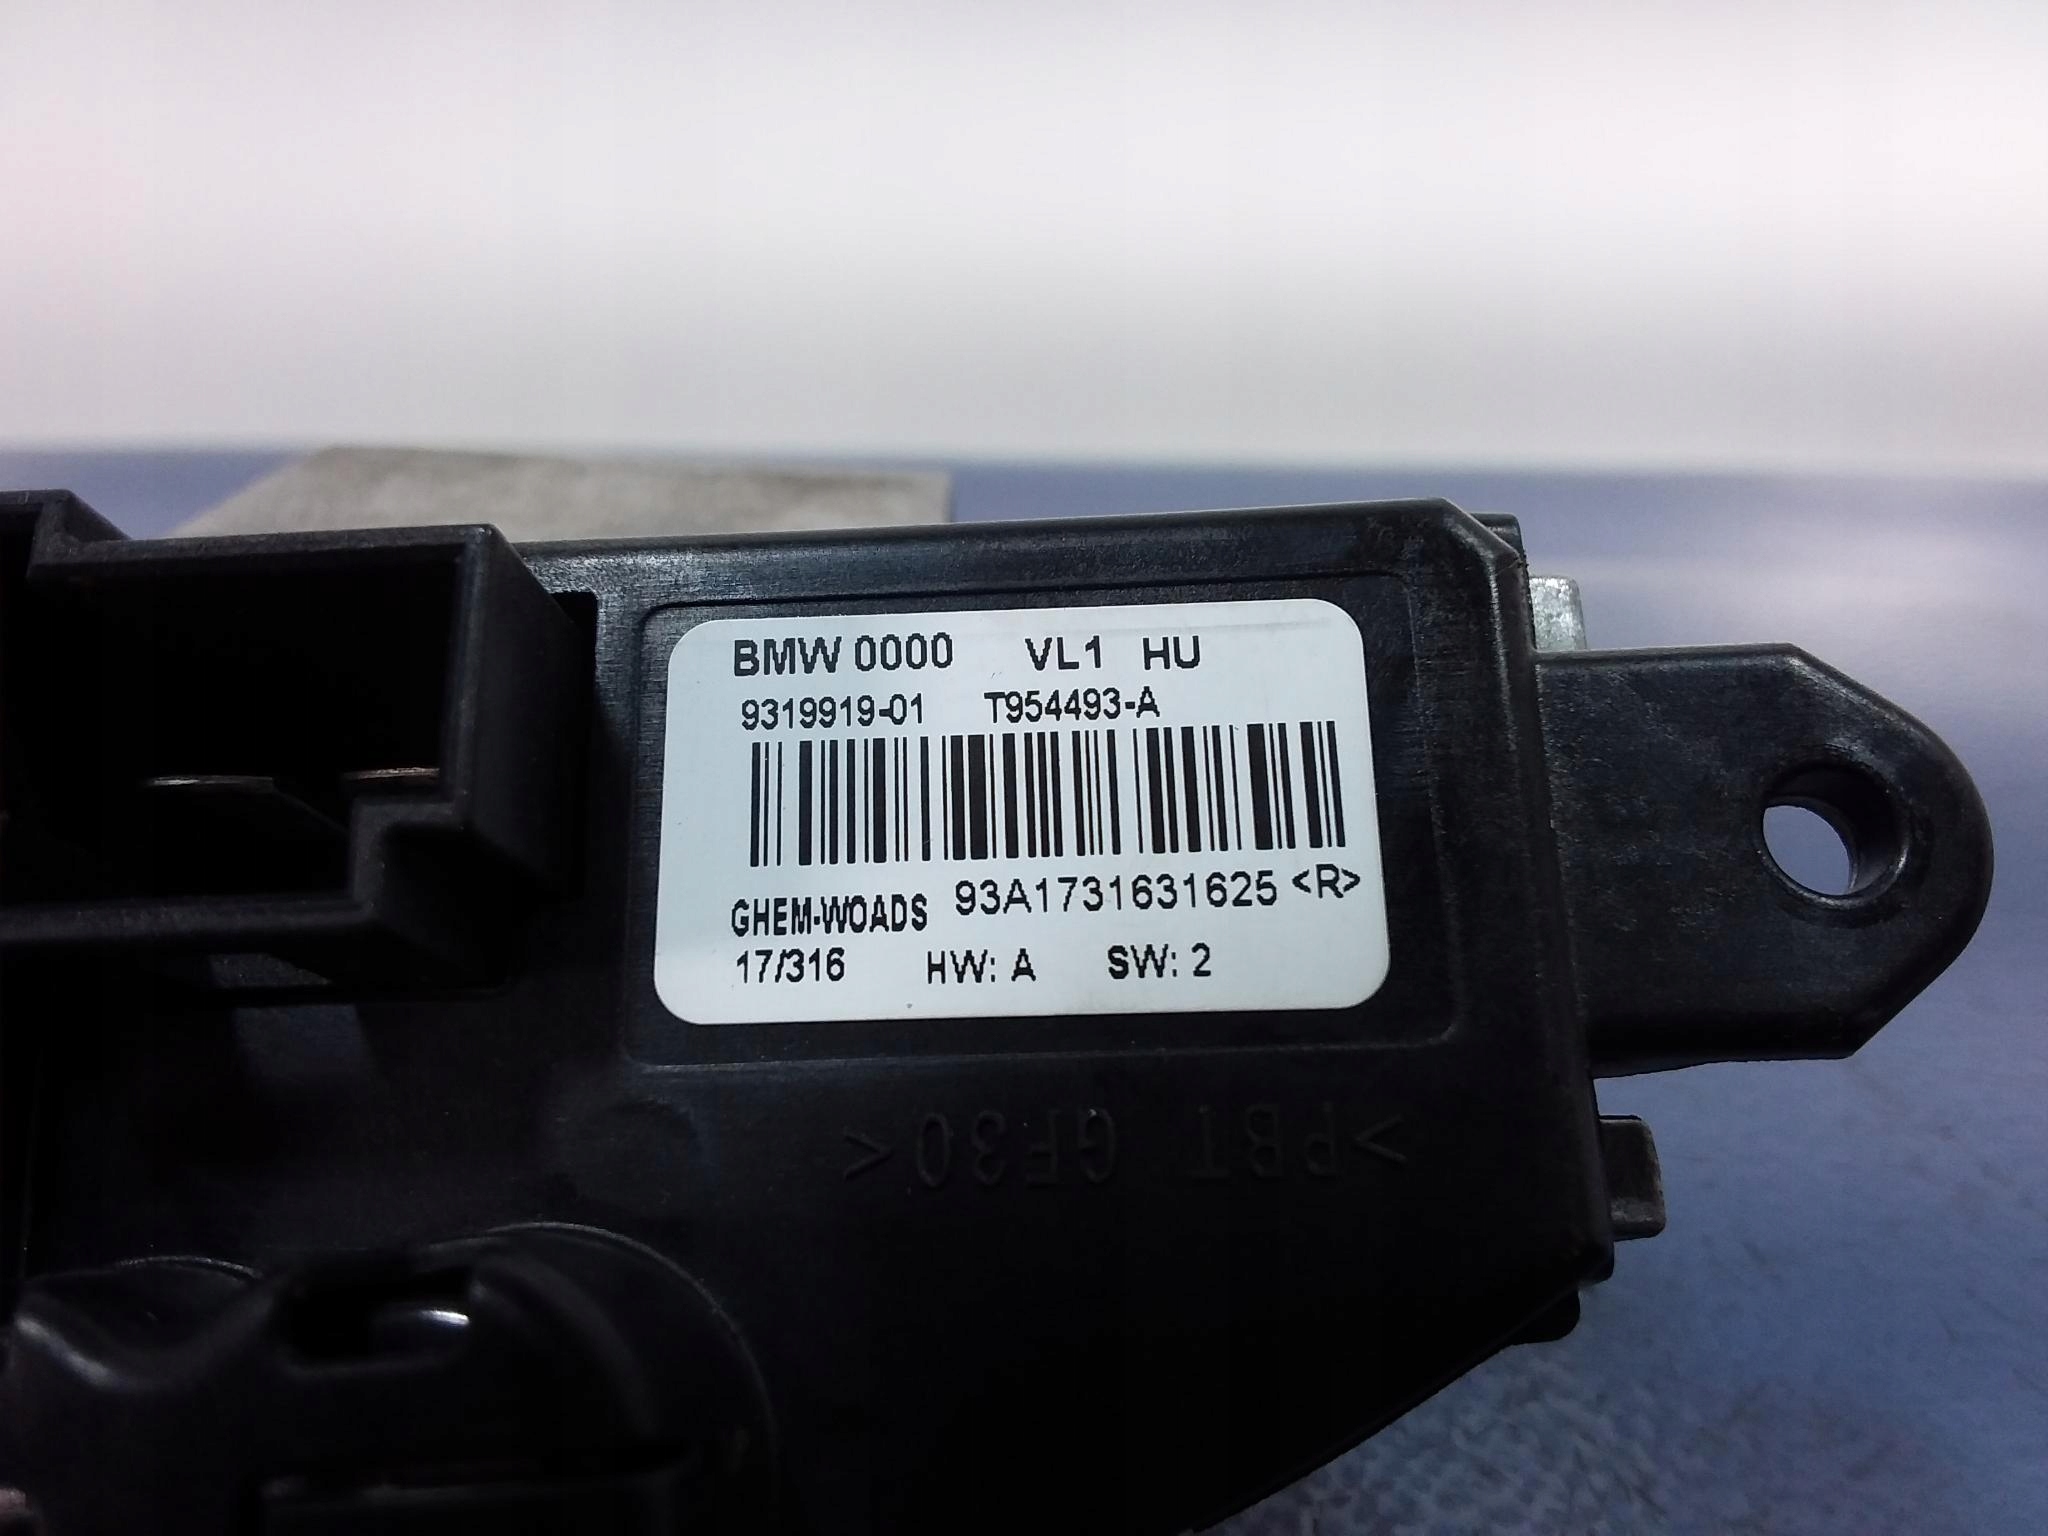 BMW 0000 VL1 HU
9319919-01 T954493-A
GHEM-WOADS 93A1731631625 <R>
17/316 HW: A SW: 2
>PBT GF30<